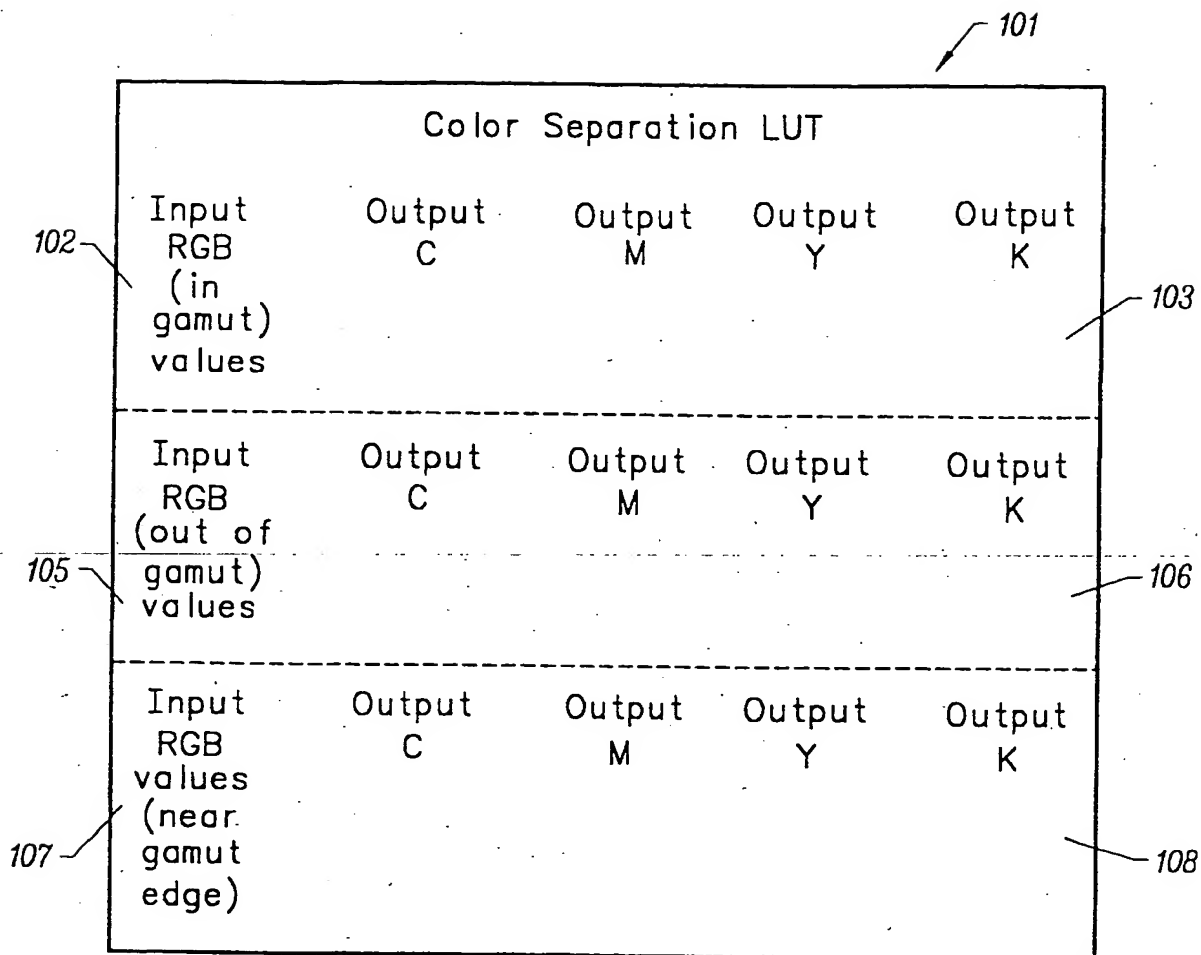 101
Color Separation LUT
Input Output Output Output Output
102 RGB C M Y K
(in
gamut) 103
values
Input Output Output Output Output
RGB C M Y K
(out of
105 gamut) 106
values
Input Output Output Output Output
RGB C M Y K
values
(near
107 gamut 108
edge)